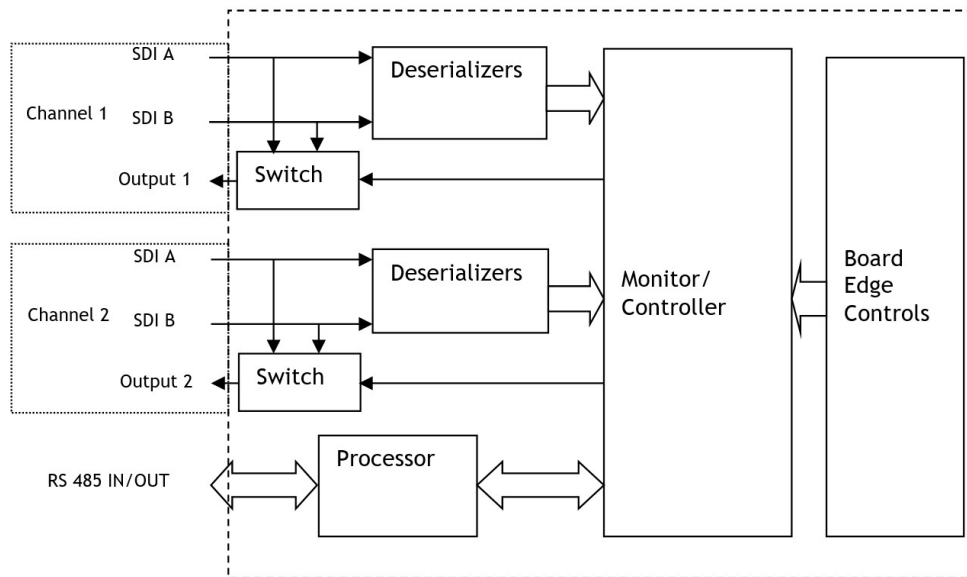 SDI A
Deserializers
Channel 1
SDI B
Switch
Output 1
SDI A
Deserializers
Channel 2
SDI B
Switch
Output 2
Monitor/
Controller
Board
Edge
Controls
Processor
RS 485 IN/OUT